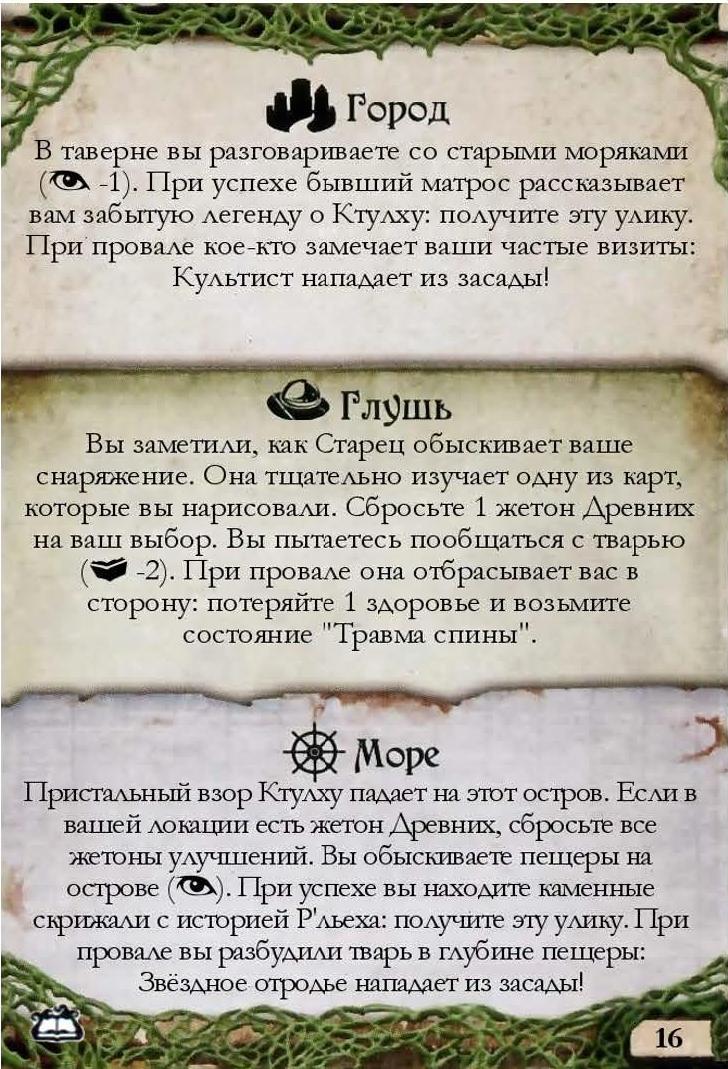 Город
В таверне вы разговариваете со старыми моряками
( -1). При успехе бывший матрос рассказывает
вам забытую легенду о Ктулху: получите эту улику.
При провале кое-кто замечает ваши частые визиты:
Культист нападает из засады!
Глушь
Вы заметили, как Старец обыскивает ваше
снаряжение. Она тщательно изучает одну из карт,
которые вы нарисовали. Сбросьте 1 жетон Древних
на ваш выбор. Вы пытаетесь пообщаться с тварью
( -2). При провале она отбрасывает вас в
сторону: потеряйте 1 здоровье и возьмите
состояние "Травма спины".
Море
Пристальный взор Ктулху падает на этот остров. Если в
вашей локации есть жетон Древних, сбросьте все
жетоны улучшений. Вы обыскиваете пещеры на
острове ( ). При успехе вы находите каменные
скрижали с историей Р'льеха: получите эту улику. При
провале вы разбудили тварь в глубине пещеры:
Звёздное отродье нападает из засады!
16